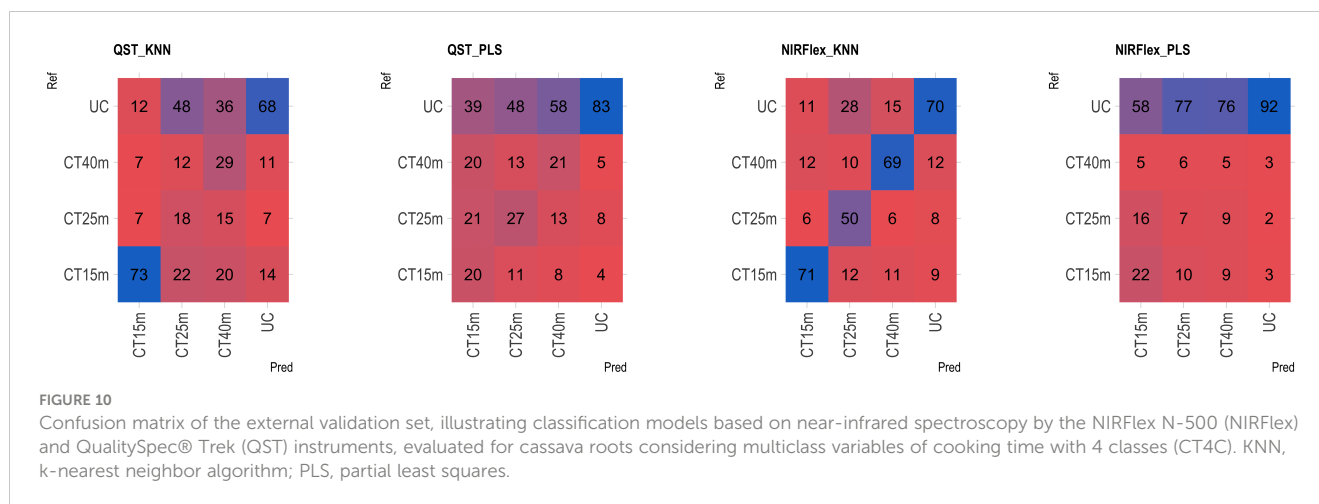 QST_KNN QST_PLS NIRFlex_KNN NIRFlex_PLS
Ref Ref Ref Ref
UC 12 48 36 68 UC 39 48 58 83 UC 11 28 15 70 UC 58 77 76 92
CT40m 7 12 29 11 CT40m 20 13 21 5 CT40m 12 10 69 12 CT40m 5 6 5 3
CT25m 7 18 15 7 CT25m 21 27 13 8 CT25m 6 50 6 8 CT25m 16 7 9 2
CT15m 73 22 20 14 CT15m 20 11 8 4 CT15m 71 12 11 9 CT15m 22 10 9 3
CT15m CT25m CT40m UC CT15m CT25m CT40m UC CT15m CT25m CT40m UC CT15m CT25m CT40m UC
Pred Pred Pred Pred
FIGURE 10
Confusion matrix of the external validation set, illustrating classification models based on near-infrared spectroscopy by the NIRFlex N-500 (NIRFlex)
and QualitySpec® Trek (QST) instruments, evaluated for cassava roots considering multiclass variables of cooking time with 4 classes (CT4C). KNN,
k-nearest neighbor algorithm; PLS, partial least squares.